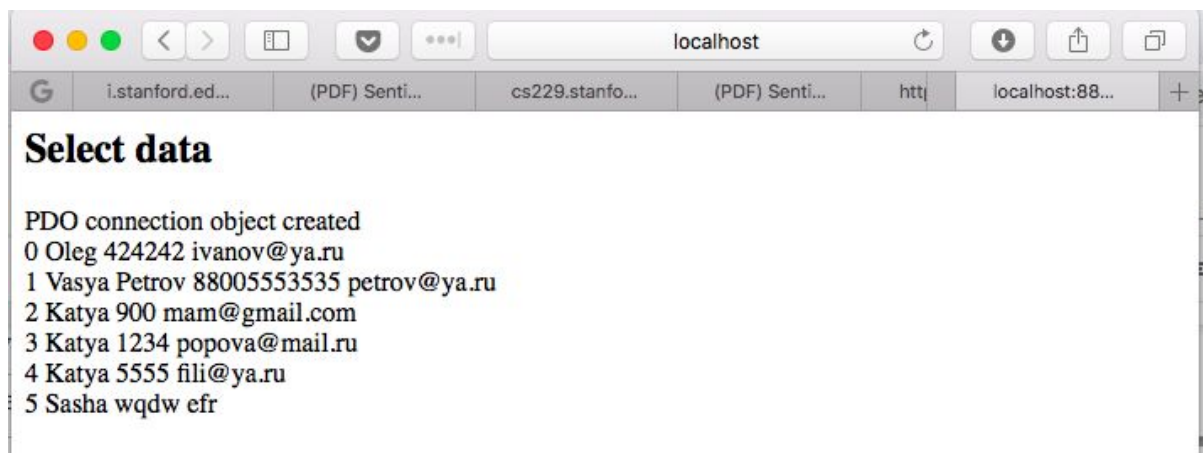 localhost
G i.stanford.ed... (PDF) Senti... cs229.stanfo... (PDF) Senti... localhost:88...
Select data
PDO connection object created
0 Oleg 424242 ivanov@ya.ru
1 Vasya Petrov 88005553535 petrov@ya.ru
2 Katya 900 mam@gmail.com
3 Katya 1234 popova@mail.ru
4 Katya 5555 fili@ya.ru
5 Sasha wqdw efr